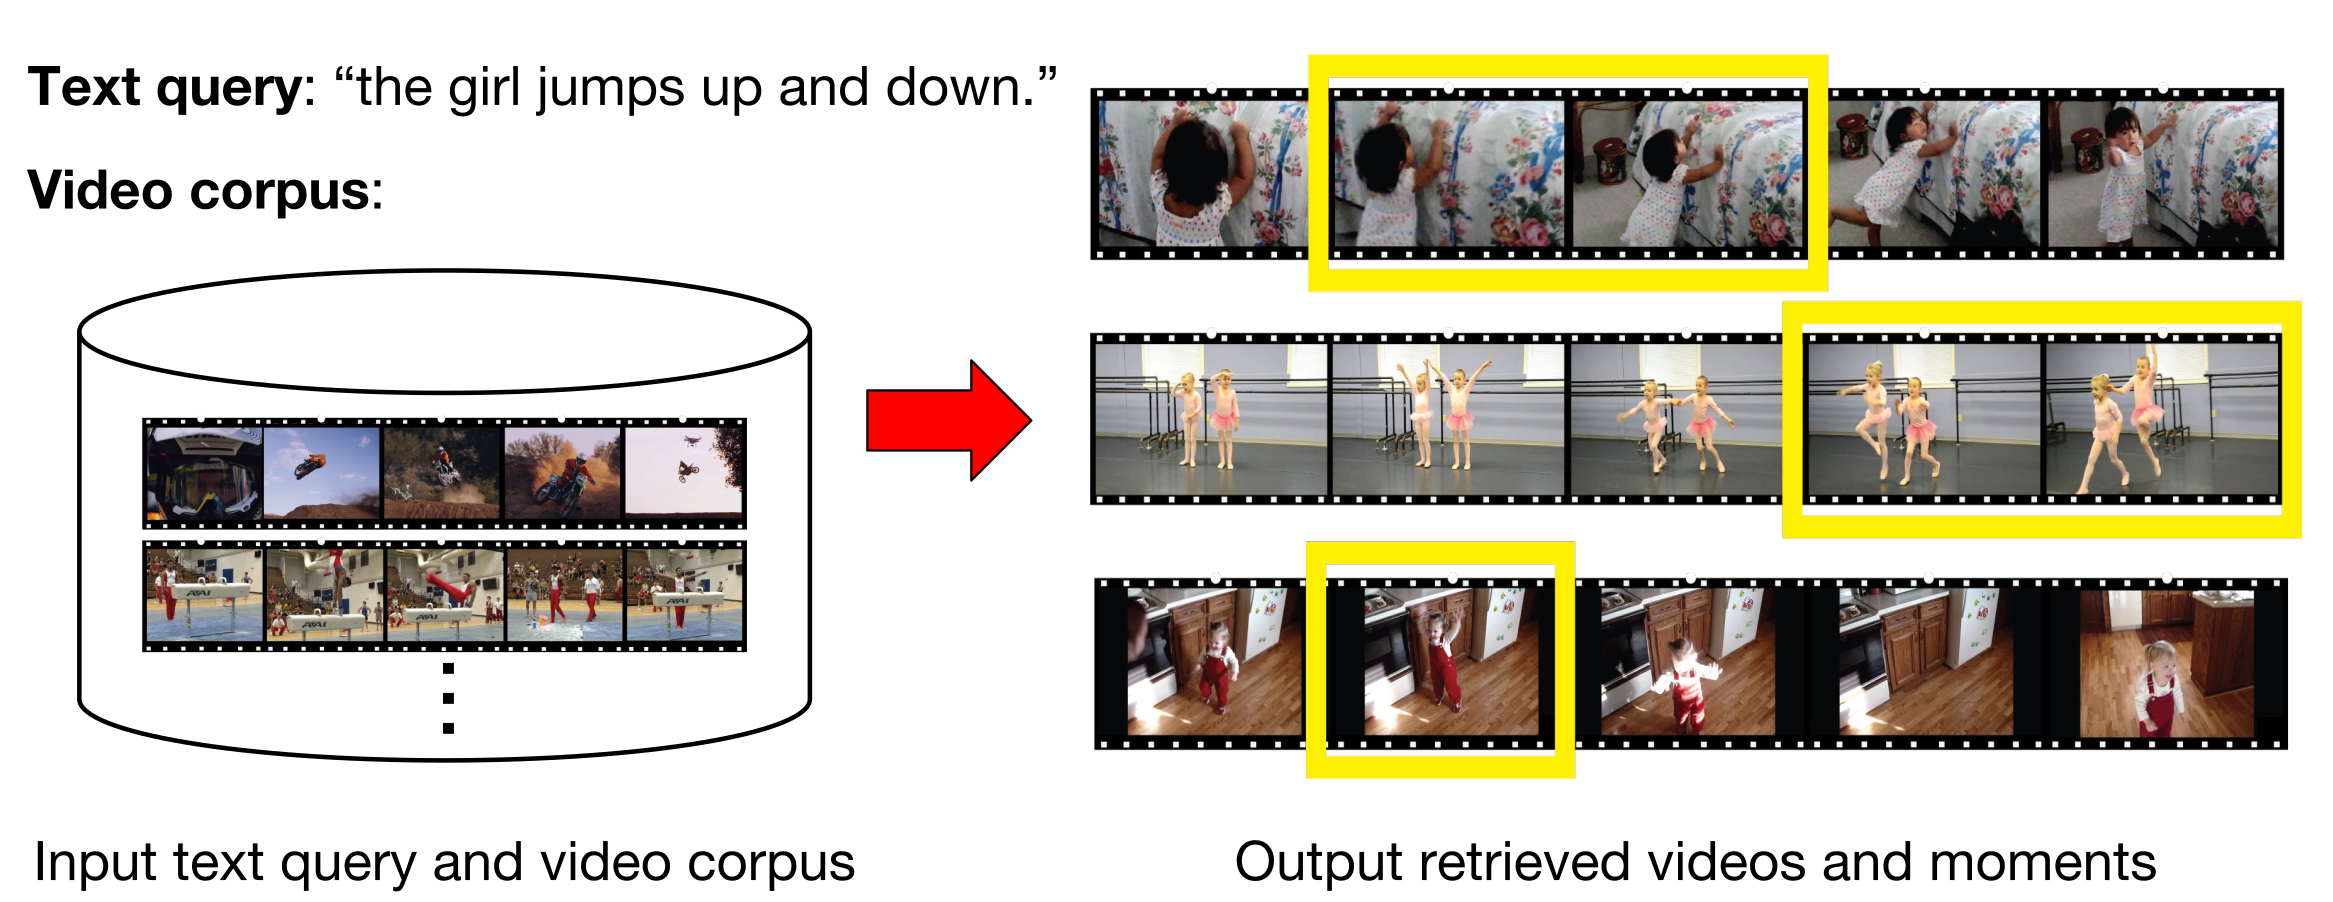 Text query: “the girl jumps up and down.”
Video corpus:
AAI
AAI
AAI
AAI
Input text query and video corpus
Output retrieved videos and moments